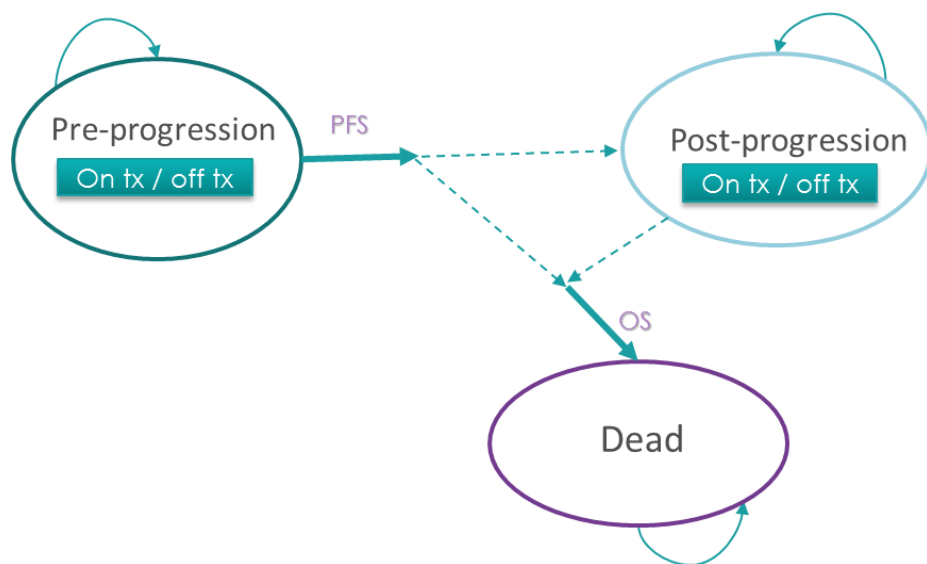 Pre-progression
On tx / off tx
PFS
Post-progression
On tx / off tx
OS
Dead